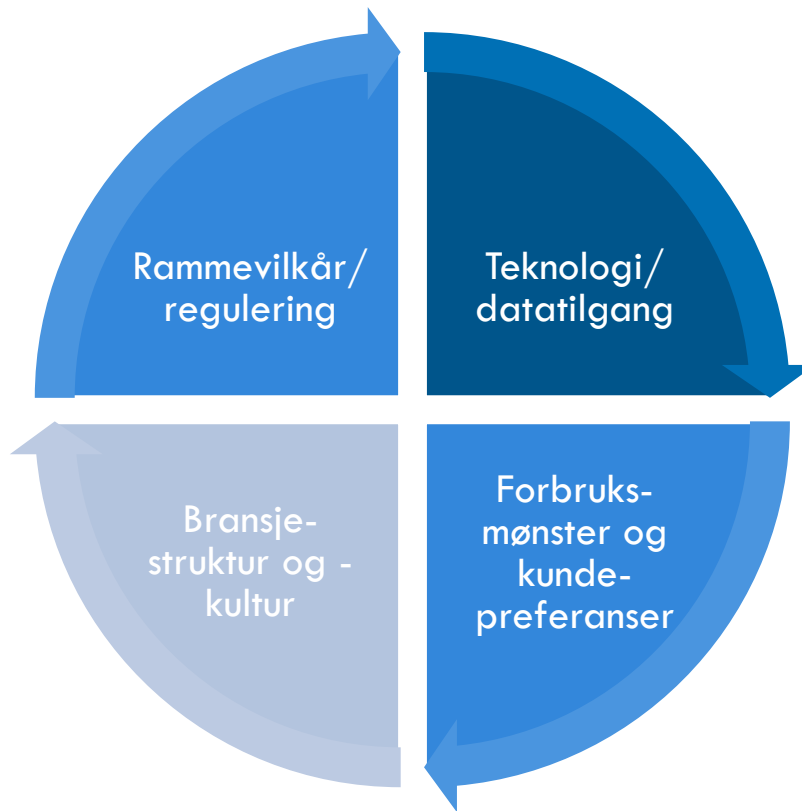 Rammevilkår/
regulering
Teknologi/
datatilgang
Bransje-
struktur og -
kultur
Forbruks-
mønster og
kunde-
preferanser